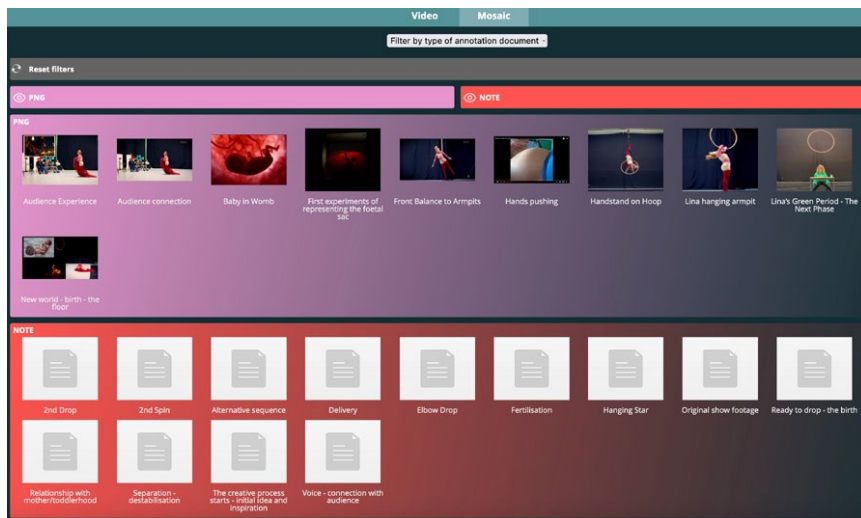 Video
Mosaic
Filter by type of annotation document
Reset filters
PNG
NOTE
PNG
Audience Experience
Audience connection
Baby in Womb
First experiments of
representing the foetal
sac
Front Balance to Armpits
Hands pushing
Handstand on Hoop
Lina hanging armpit
Lina's Green Period - The
Next Phase
New world - birth - the
floor
NOTE
2nd Drop
2nd Spin
Alternative sequence
Delivery
Elbow Drop
Fertilisation
Hanging Star
Original show footage
Ready to drop - the birth
Relationship with
mother/toddlerhood
Separation -
destabilisation
The creative process
starts - initial idea and
inspiration
Voice - connection with
audience